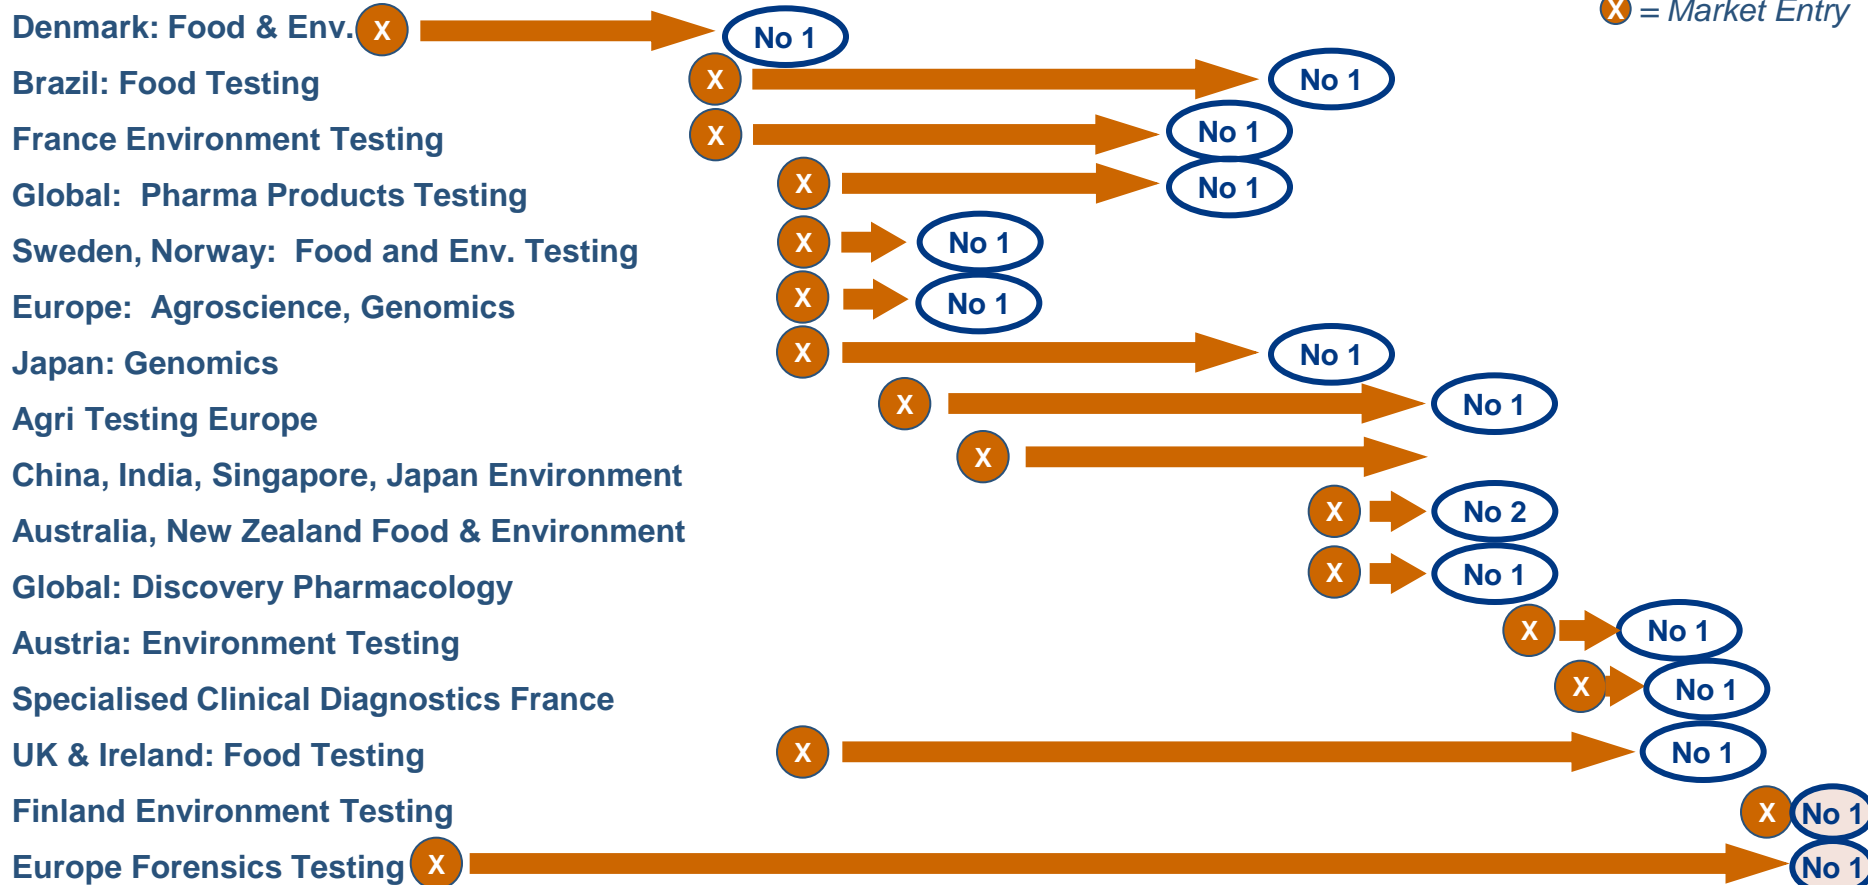 X = Market Entry
Denmark: Food & Env. X No 1
Brazil: Food Testing X No 1
France Environment Testing X No 1
Global: Pharma Products Testing X No 1
Sweden, Norway: Food and Env. Testing X No 1
Europe: Agroscience, Genomics X No 1
Japan: Genomics X No 1
Agri Testing Europe X No 1
China, India, Singapore, Japan Environment X
Australia, New Zealand Food & Environment X No 2
Global: Discovery Pharmacology X No 1
Austria: Environment Testing X No 1
Specialised Clinical Diagnostics France X No 1
UK & Ireland: Food Testing X No 1
Finland Environment Testing X No 1
Europe Forensics Testing X No 1